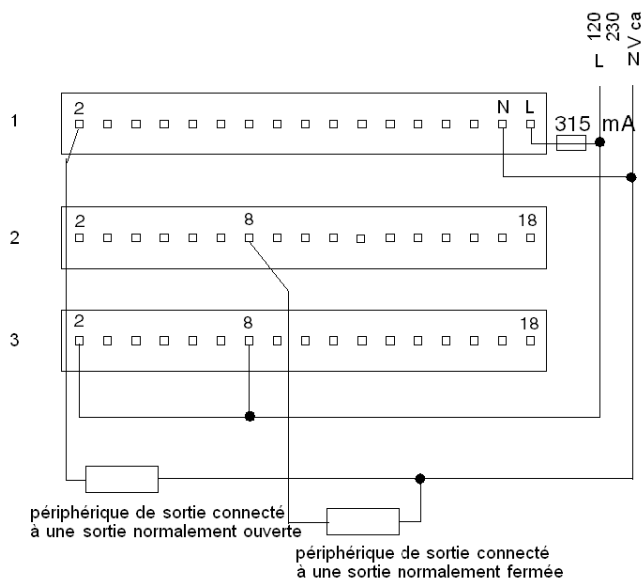 120
230
V ca
L N
1
2 N L
315 mA
2
2 8 18
3
2 8 18
périphérique de sortie connecté
à une sortie normalement ouverte
périphérique de sortie connecté
à une sortie normalement fermée